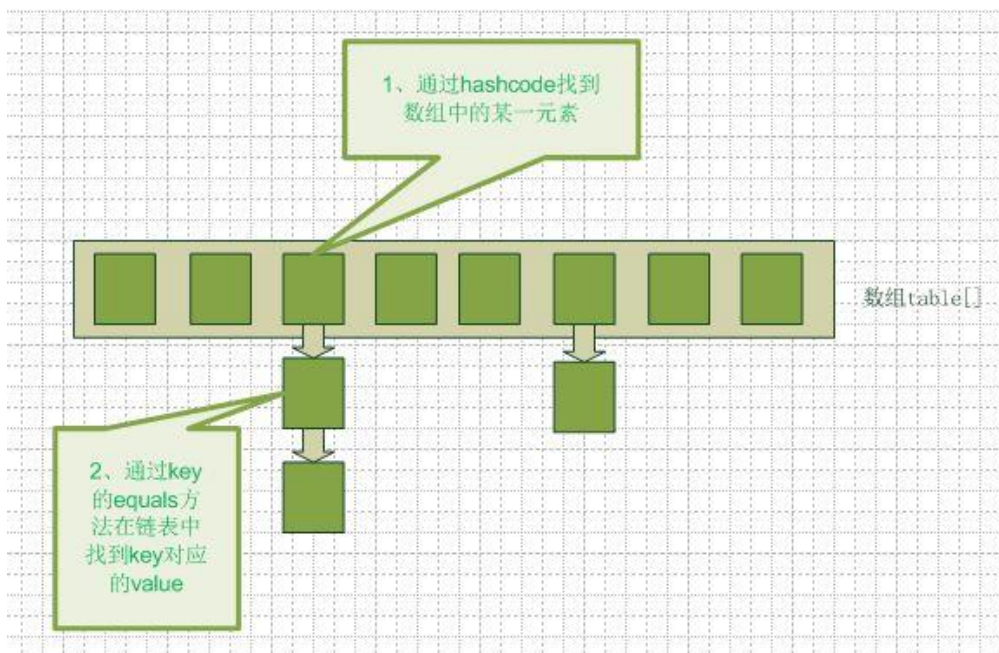 1、通过hashcode找到
数组中的某一元素
数组table[]
2、通过key
的equals方
法在链表中
找到key对应
的value